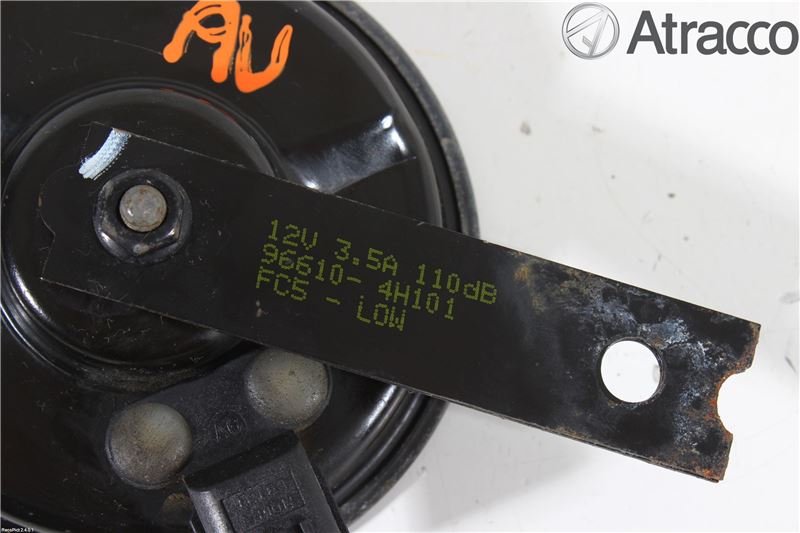 AU
Atracco
12V 3.5A 110dB
96610- 4H101
FC5 - LOW